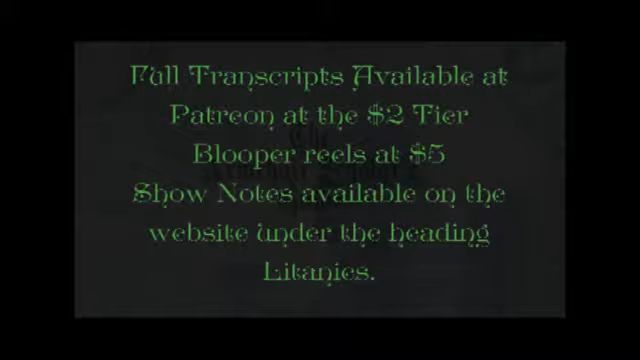 Full Transcripts Available at
Patreon at the $2 Tier
Blooper reels at $5
Show Notes available on the
website under the heading
Litanies.